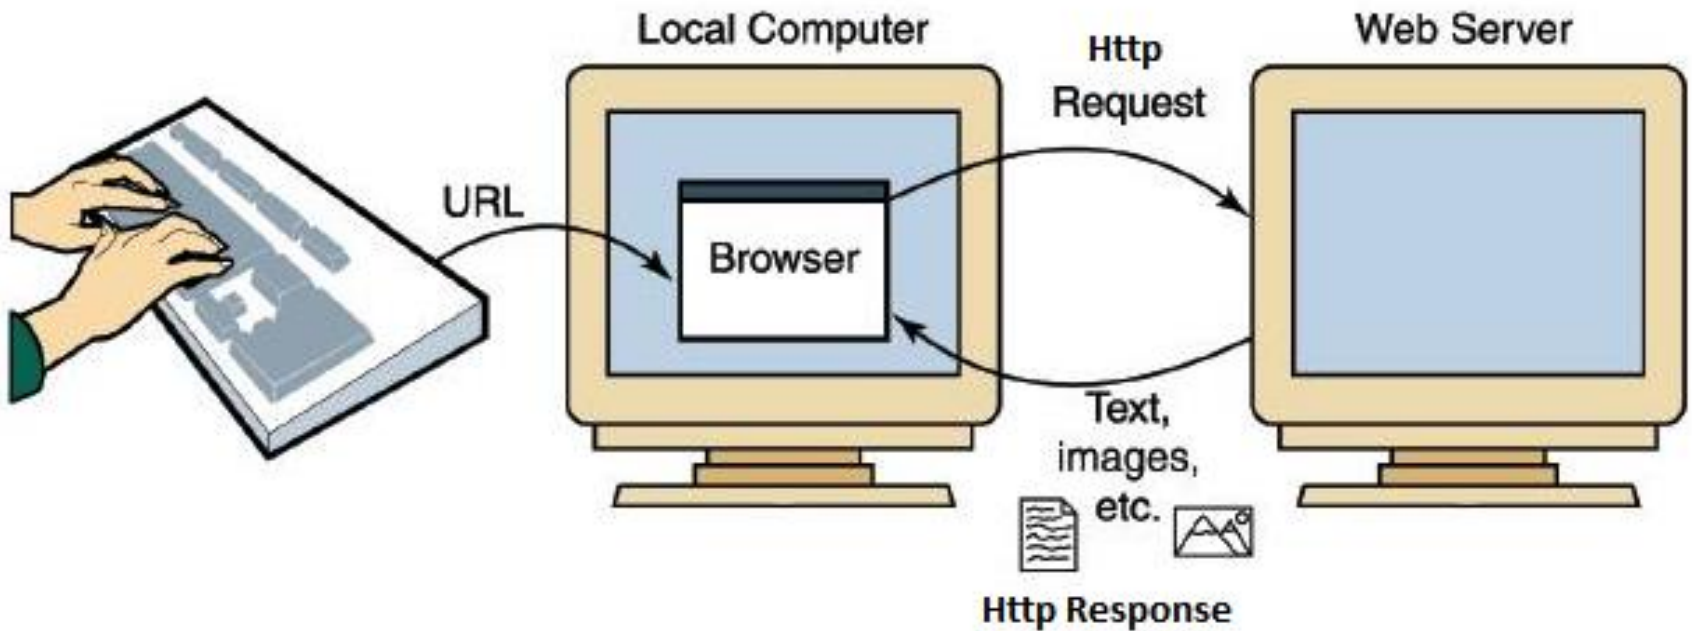 Local Computer
Http
Request
Web Server
URL
Browser
Text,
images,
etc.
Http Response